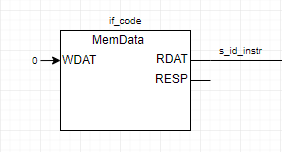 if_code
MemData
0 WDAT RDAT s_id_instr
RESP